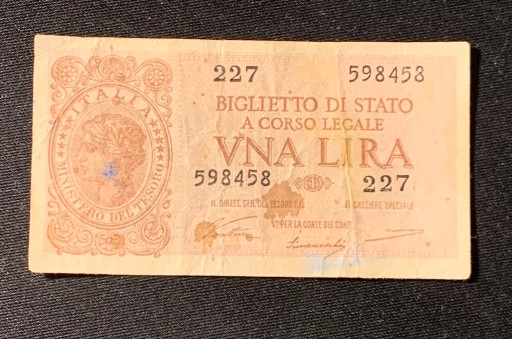 227 598458
ITALIA
BIGLIETTO DI STATO
A CORSO LEGALE
VNA LIRA
598458 227
MINISTERO DEL TESORO
IL DIRETT. GEN. DEL TESORO IL CASSIERE SPECIALE
VP. PER LA CORTE DEI CONTI